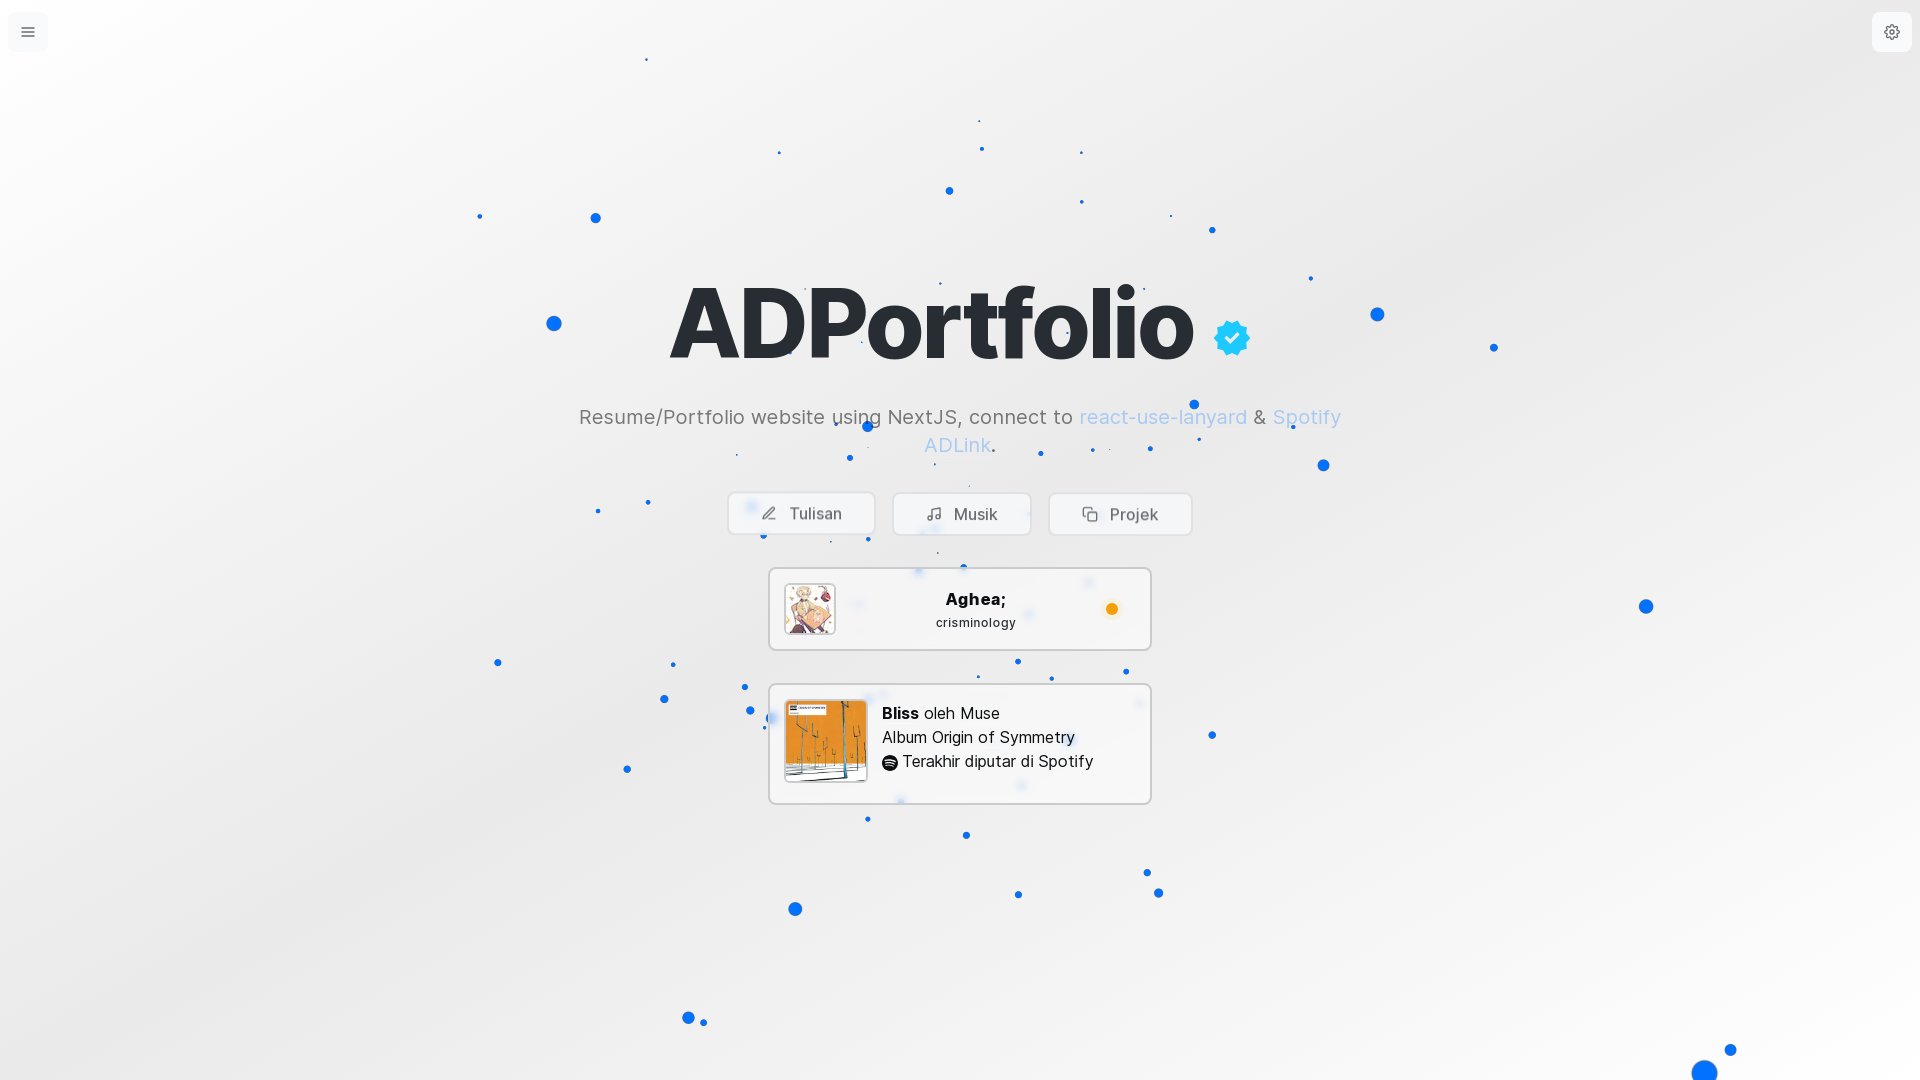 ADPortfolio
Resume/Portfolio website using NextJS, connect to react-use-lanyard & Spotify
ADLink.
Tulisan
Musik
Projek
Aghea;
crisminology
Bliss oleh Muse
Album Origin of Symmetry
Terakhir diputar di Spotify